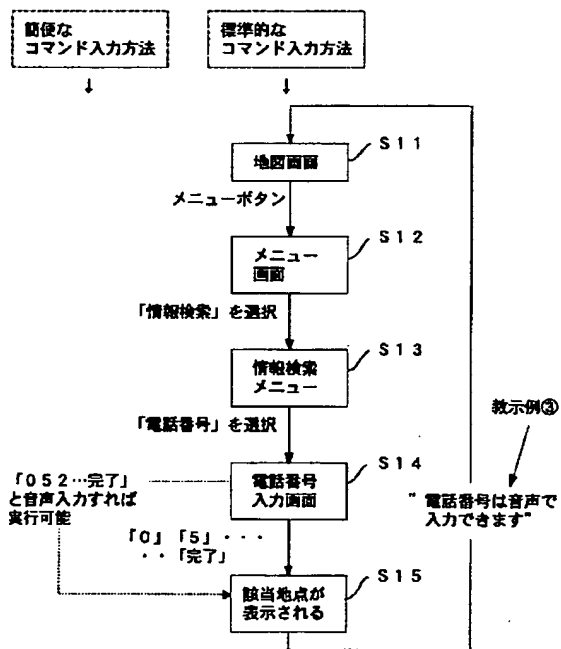 簡便な
コマンド入力方法
標準的な
コマンド入力方法
S11
地図画面
メニューボタン
S12
メニュー
画面
「情報検索」を選択
S13
情報検索
メニュー
「電話番号」を選択
教示例③
S14
電話番号
入力画面
「052…完了」
と音声入力すれば
実行可能
"電話番号は音声で
入力できます"
「0」「5」・・・
・・「完了」
S15
該当地点が
表示される